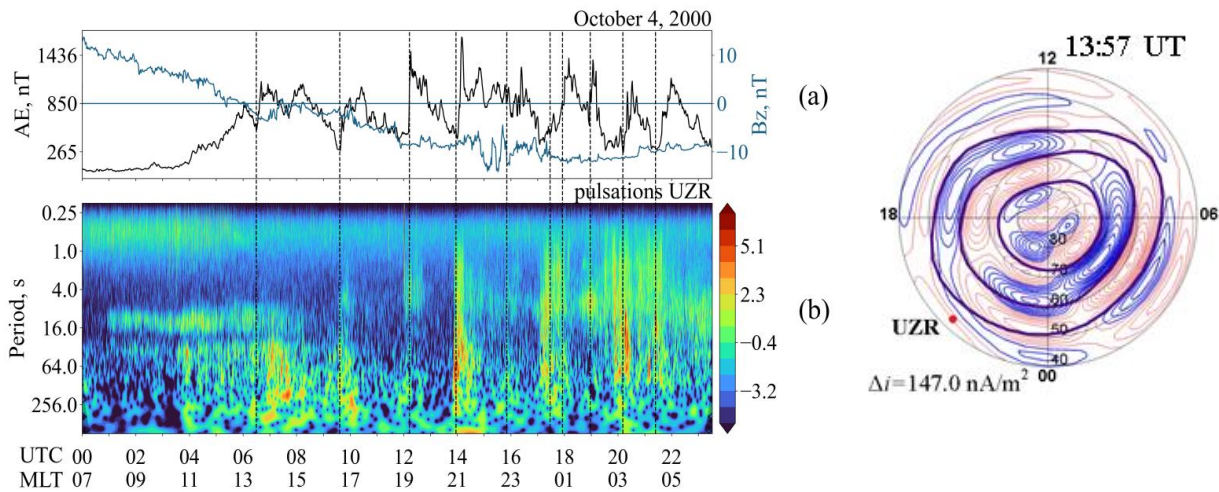 October 4, 2000
AE, nT
1436
850
265
10
0
−10
Bz, nT
(a)
pulsations UZR
Period, s
0.25
1.0
4.0
16.0
64.0
256.0
5.1
2.3
−0.4
−3.2
(b)
UTC 00 02 04 06 08 10 12 14 16 18 20 22
MLT 07 09 11 13 15 17 19 21 23 01 03 05
13:57 UT
12
18
06
80
70
60
50
40
00
UZR
Δi=147.0 nA/m²